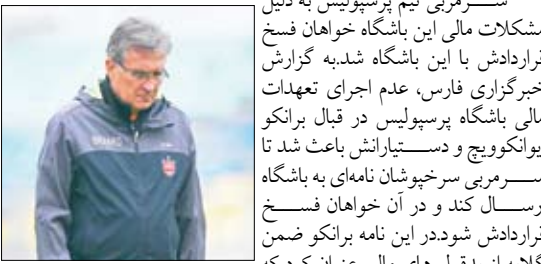 ســـرمربی تیم پرسپولیس به دلیل
مشکلات مالی این باشگاه خواهان فسخ
قراردادش با این باشگاه شد.به گزارش
خبرگزاری فارس، عدم اجرای تعهدات
مالی باشگاه پرسپولیس در قبال برانکو
ایوانکوویچ و دســـتیارانش باعث شد تا
ســـرمربی سرخپوشان نامه‌ای به باشگاه
ارســـال کند و در آن خواهان فســـخ
قراردادش شود.در این نامه برانکو ضمن